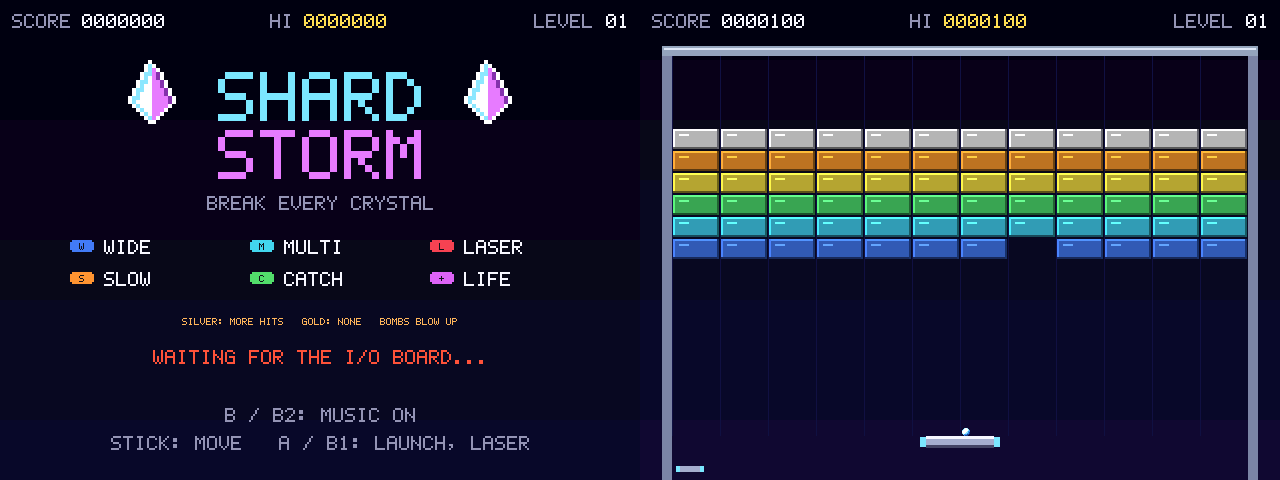 SCORE 0000000 HI 0000000 LEVEL 01
SHARD
STORM
BREAK EVERY CRYSTAL
W WIDE M MULTI L LASER
S SLOW C CATCH + LIFE
SILVER: MORE HITS GOLD: NONE BOMBS BLOW UP
WAITING FOR THE I/O BOARD...
B / B2: MUSIC ON
STICK: MOVE A / B1: LAUNCH, LASER
SCORE 0000100 HI 0000100 LEVEL 01